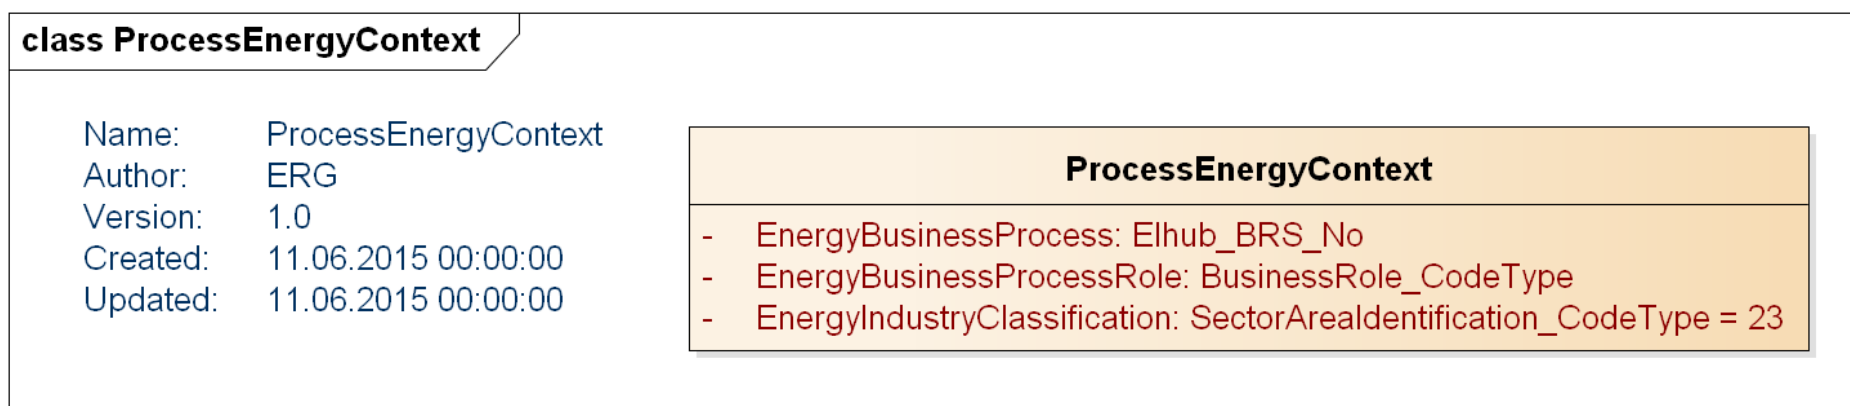 class ProcessEnergyContext
Name: ProcessEnergyContext
Author: ERG
Version: 1.0
Created: 11.06.2015 00:00:00
Updated: 11.06.2015 00:00:00
ProcessEnergyContext
- EnergyBusinessProcess: Elhub_BRS_No
- EnergyBusinessProcessRole: BusinessRole_CodeType
- EnergyIndustryClassification: SectorAreaIdentification_CodeType = 23